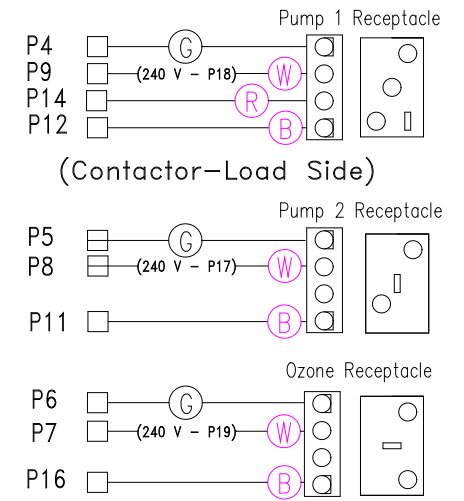 Pump 1 Receptacle
P4 G
P9 (240 V - P18) W
P14 R
P12 B
(Contactor-Load Side)
Pump 2 Receptacle
P5 G
P8 (240 V - P17) W
P11 B
Ozone Receptacle
P6 G
P7 (240 V - P19) W
P16 B